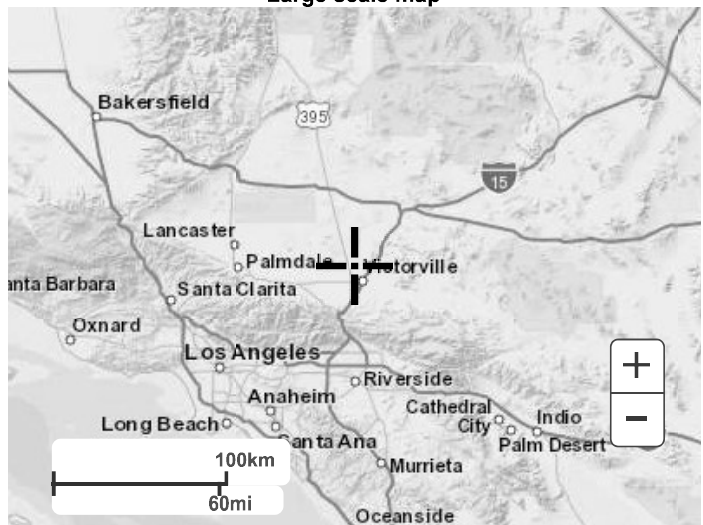 Large scale map
Bakersfield
395
15
Lancaster
Palmdale
Victorville
anta Barbara
Santa Clarita
Oxnard
Los Angeles
+
Riverside
Anaheim
Cathedral
City
Indio
−
Long Beach
Santa Ana
Palm Desert
100km
Murrieta
60mi
Oceanside